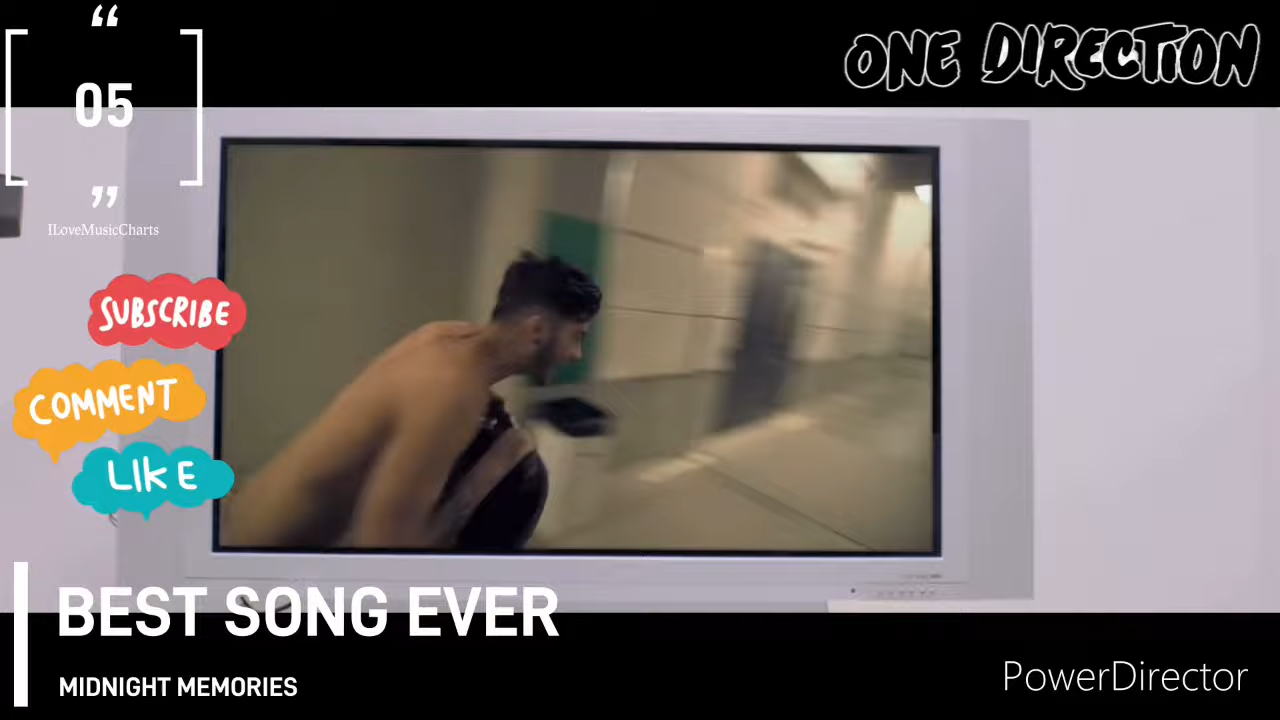 “
05
”
ILoveMusicCharts
ONE DIRECTION
SUBSCRIBE
COMMENT
LIKE
BEST SONG EVER
MIDNIGHT MEMORIES
PowerDirector